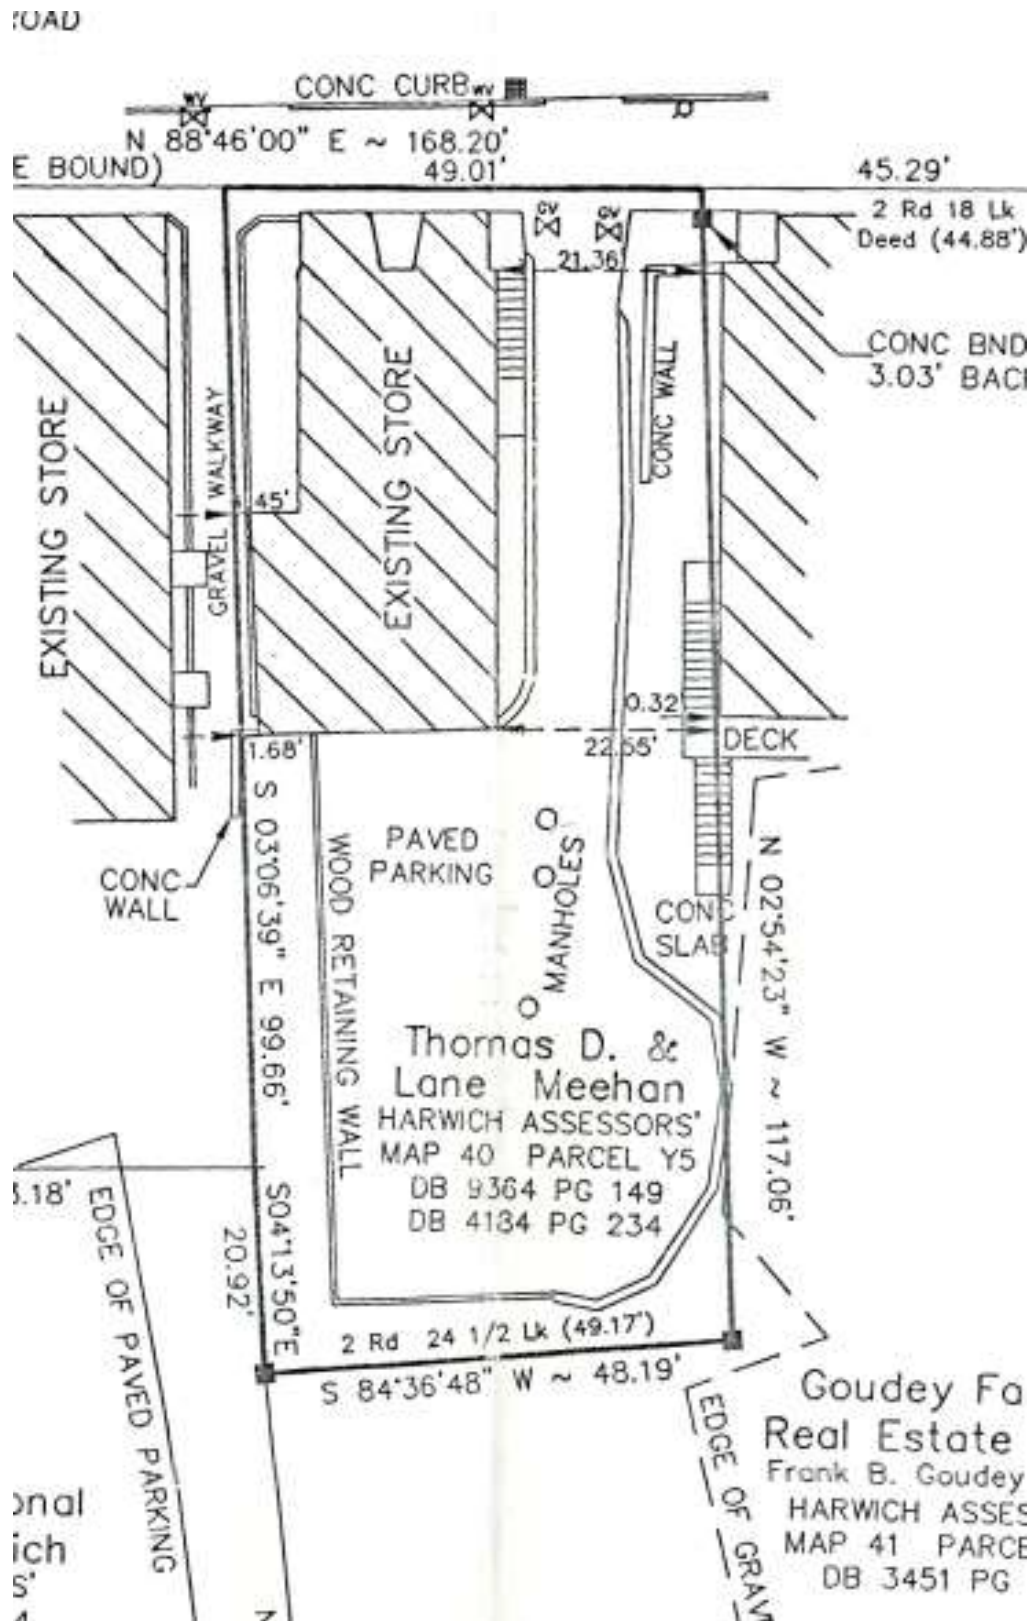 ROAD
CONC CURB
WV
WV
N 88°46'00" E ~ 168.20'
E BOUND)
49.01'
45.29'
2 Rd 18 Lk
Deed (44.88')
GV
GV
21.36
CONC BND
3.03' BAC
EXISTING STORE
GRAVEL WALKWAY
45'
EXISTING STORE
CONC WALL
0.32'
1.68'
22.55'
DECK
CONC
WALL
S 03°06'39" E 99.66'
WOOD RETAINING WALL
PAVED
PARKING
MANHOLES
CONC
SLAB
N 02°54'23" W ~ 117.06'
Thomas D. &
Lane Meehan
HARWICH ASSESSORS'
MAP 40 PARCEL Y5
DB 9364 PG 149
DB 4184 PG 234
3.18'
EDGE OF PAVED PARKING
20.92'
S04°13'50"E
2 Rd 24 1/2 Lk (49.17')
S 84°36'48" W ~ 48.19'
EDGE OF GRAV
Goudey Fa
Real Estate
Frank B. Goudey
HARWICH ASSES
MAP 41 PARCE
DB 3451 PG
onal
ich
S'
4
N